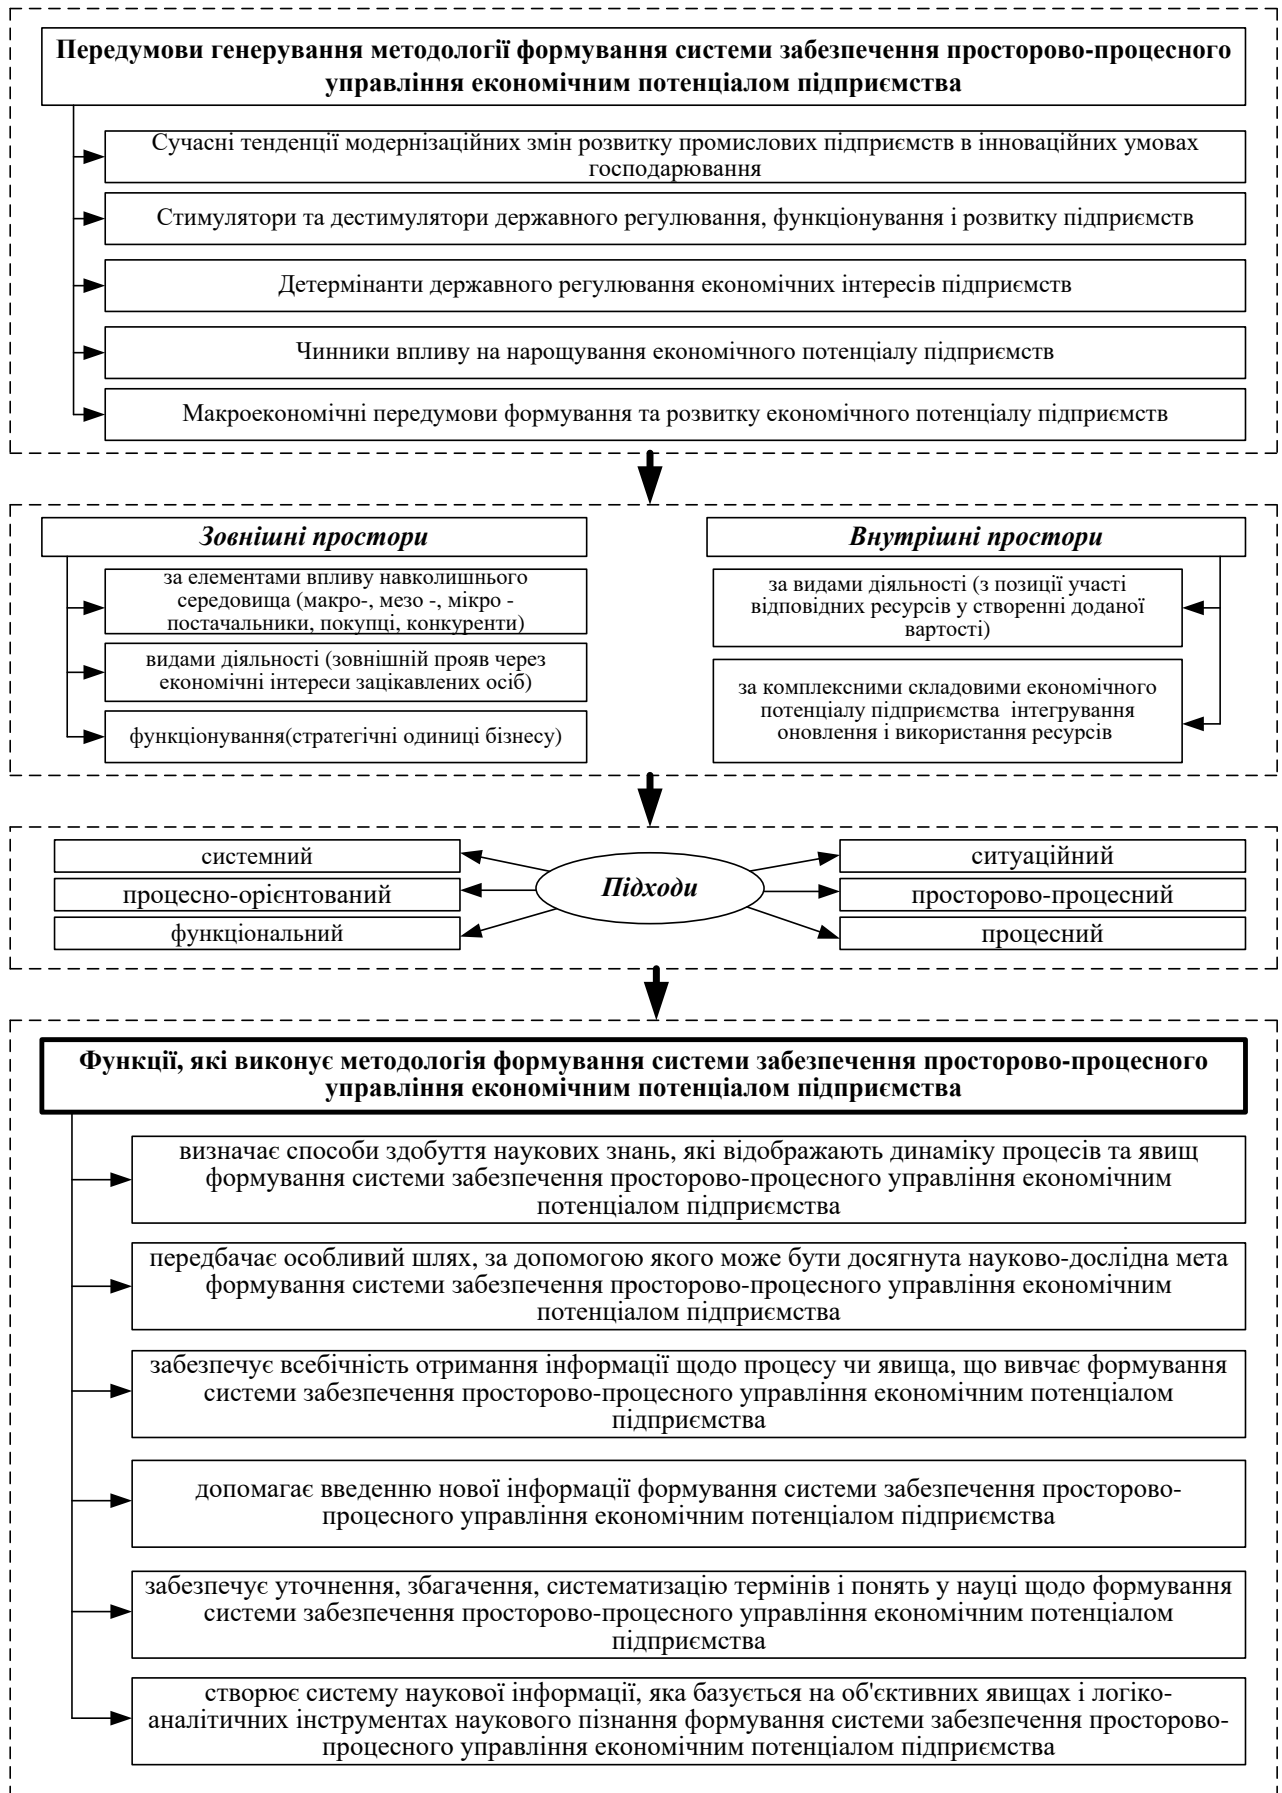 Передумови генерування методології формування системи забезпечення просторово-процесного
управління економічним потенціалом підприємства
Сучасні тенденції модернізаційних змін розвитку промислових підприємств в інноваційних умовах
господарювання
Стимулятори та дестимулятори державного регулювання, функціонування і розвитку підприємств
Детермінанти державного регулювання економічних інтересів підприємств
Чинники впливу на нарощування економічного потенціалу підприємств
Макроекономічні передумови формування та розвитку економічного потенціалу підприємств
Зовнішні простори
за елементами впливу навколишнього
середовища (макро-, мезо -, мікро -
постачальники, покупці, конкуренти)
видами діяльності (зовнішній прояв через
економічні інтереси зацікавлених осіб)
функціонування(стратегічні одиниці бізнесу)
Внутрішні простори
за видами діяльності (з позиції участі
відповідних ресурсів у створенні доданої
вартості)
за комплексними складовими економічного
потенціалу підприємства  інтегрування
оновлення і використання ресурсів
Підходи
системний
процесно-орієнтований
функціональний
ситуаційний
просторово-процесний
процесний
Функції, які виконує методологія формування системи забезпечення просторово-процесного
управління економічним потенціалом підприємства
визначає способи здобуття наукових знань, які відображають динаміку процесів та явищ
формування системи забезпечення просторово-процесного управління економічним
потенціалом підприємства
передбачає особливий шлях, за допомогою якого може бути досягнута науково-дослідна мета
формування системи забезпечення просторово-процесного управління економічним
потенціалом підприємства
забезпечує всебічність отримання інформації щодо процесу чи явища, що вивчає формування
системи забезпечення просторово-процесного управління економічним потенціалом
підприємства
допомагає введенню нової інформації формування системи забезпечення просторово-
процесного управління економічним потенціалом підприємства
забезпечує уточнення, збагачення, систематизацію термінів і понять у науці щодо формування
системи забезпечення просторово-процесного управління економічним потенціалом
підприємства
створює систему наукової інформації, яка базується на об'єктивних явищах і логіко-
аналітичних інструментах наукового пізнання формування системи забезпечення просторово-
процесного управління економічним потенціалом підприємства